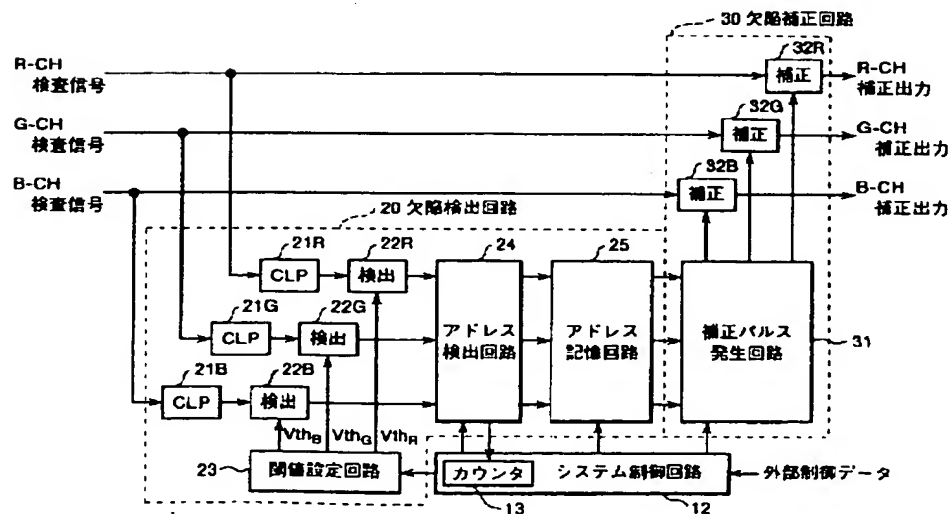 30 欠陥補正回路
32R
R-CH
検査信号
補正
R-CH
補正出力
32G
G-CH
検査信号
補正
G-CH
補正出力
32B
B-CH
検査信号
補正
B-CH
補正出力
20 欠陥検出回路
21R
22R
24
25
CLP
検出
21G
22G
CLP
検出
アドレス
検出回路
アドレス
記憶回路
補正パルス
発生回路
31
21B
22B
CLP
検出
VthB
VthG
VthR
23
閾値設定回路
カウンタ
システム制御回路
外部制御データ
13
12